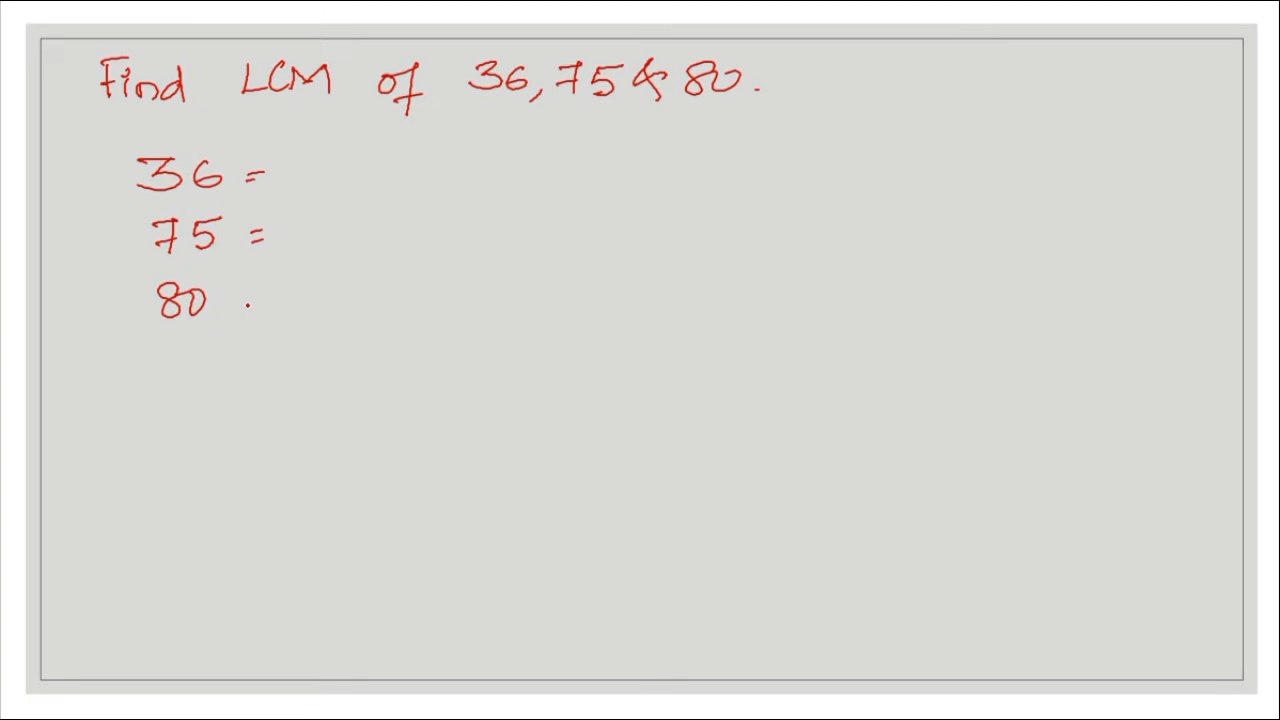 Find LCM of 36, 75 & 80.
36 =
75 =
80 .